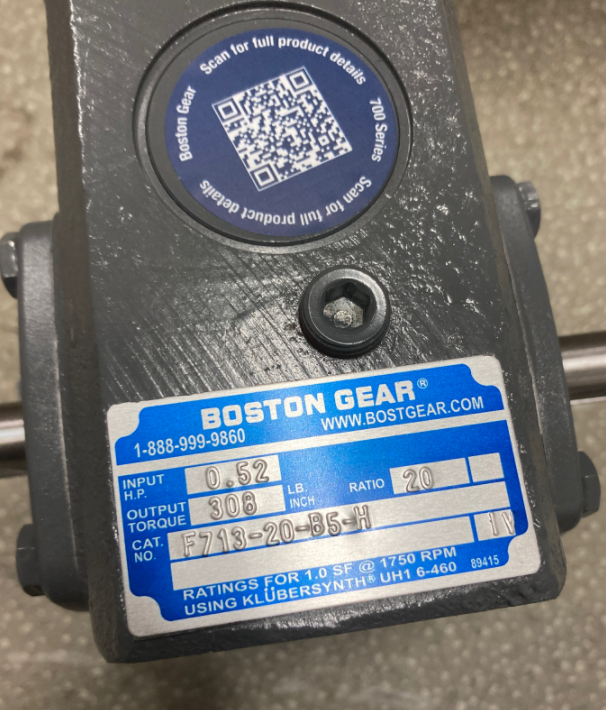 Scan for full product details
700 Series
Scan for full product details
Boston Gear
BOSTON GEAR®
1-888-999-9860 WWW.BOSTGEAR.COM
INPUT H.P. 0.52
OUTPUT TORQUE 308 LB. INCH RATIO 20
CAT. NO. F713-20-B5-H
RATINGS FOR 1.0 SF @ 1750 RPM 89415
USING KLÜBERSYNTH® UH1 6-460